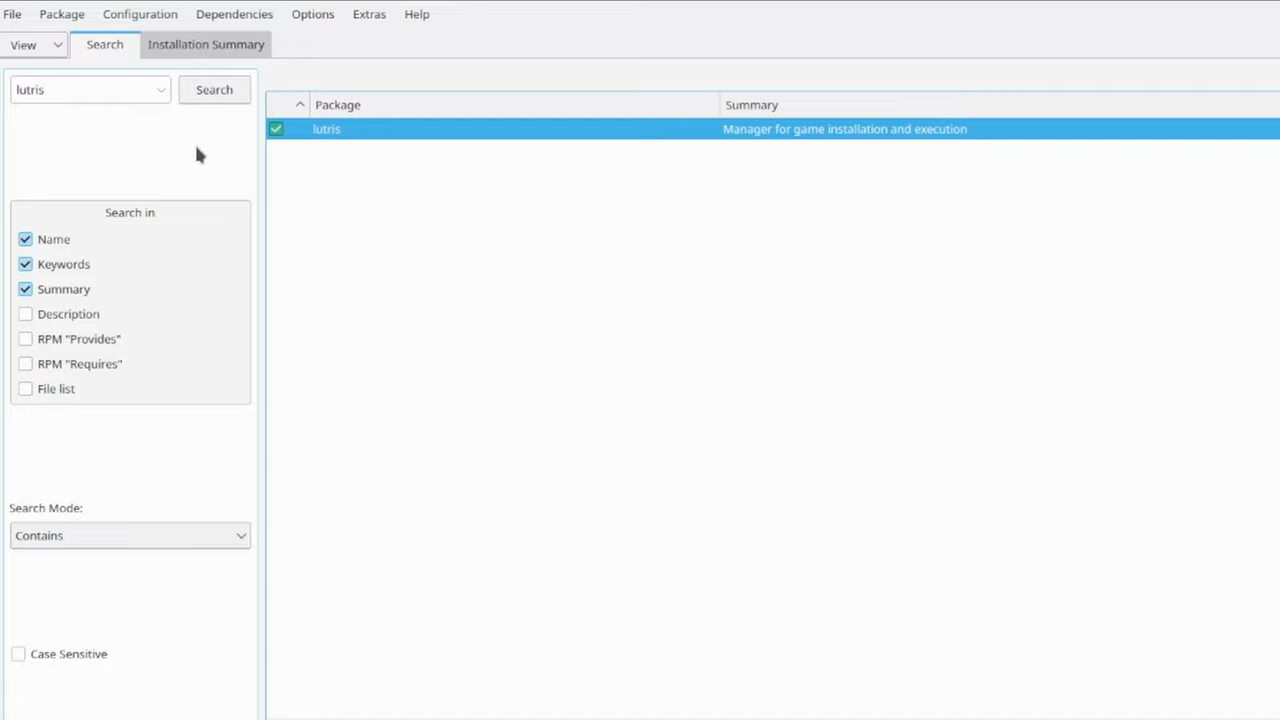 File Package Configuration Dependencies Options Extras Help
View Search Installation Summary
lutris Search
Package Summary
lutris Manager for game installation and execution
Search in
Name
Keywords
Summary
Description
RPM "Provides"
RPM "Requires"
File list
Search Mode:
Contains
Case Sensitive